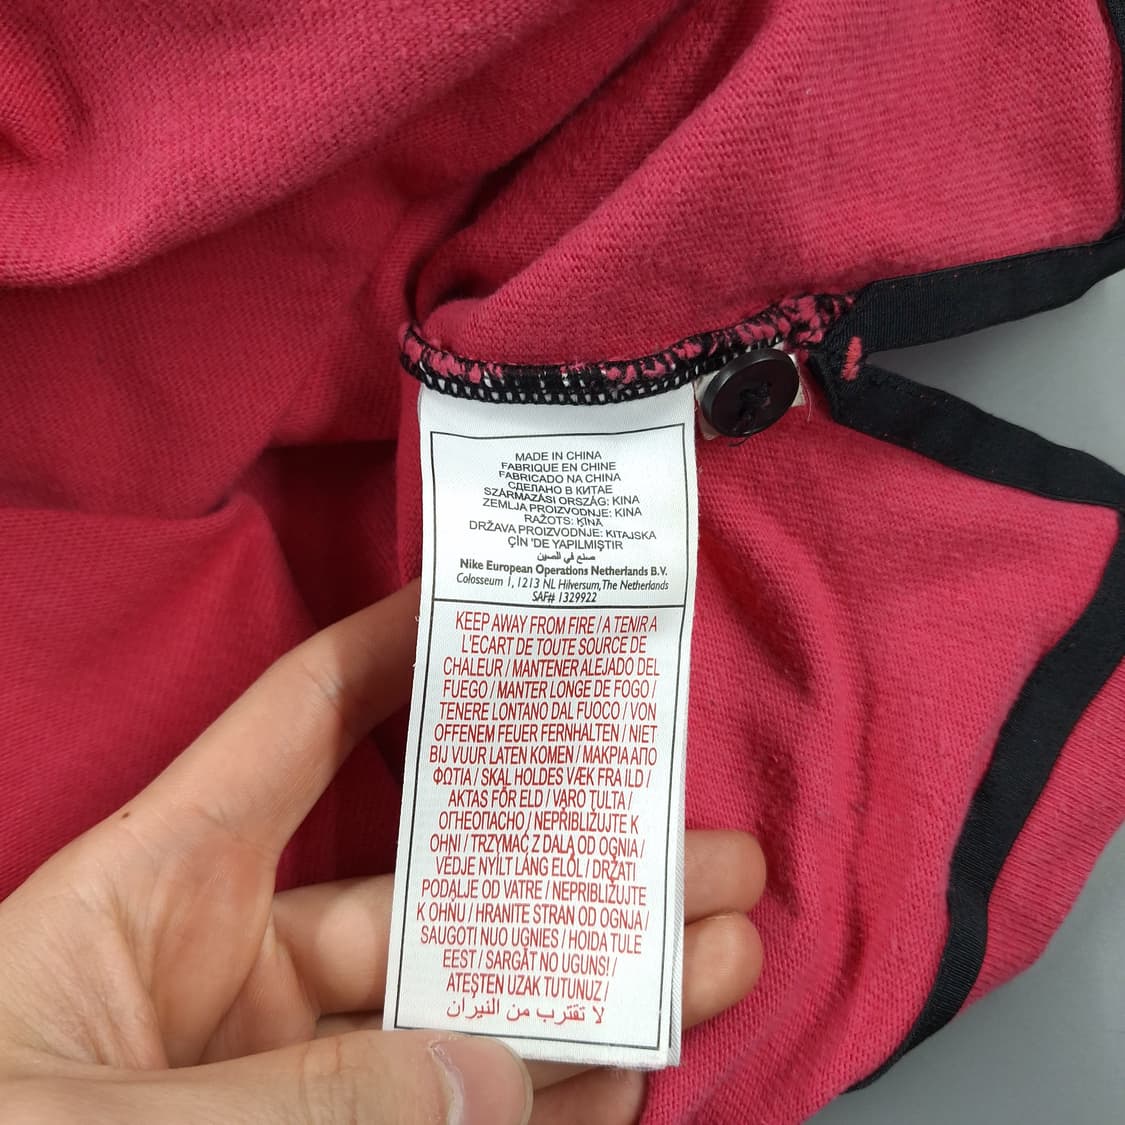 MADE IN CHINA
FABRIQUE EN CHINE
FABRICADO NA CHINA
СДЕЛАНО В КИТАЕ
SZÁRMAZÁSI ORSZÁG: KINA
ZEMLJA PROIZVODNJE: KINA
RAŽOTS: ĶĪNĀ
DRŽAVA PROIZVODNJE: KITAJSKA
ÇİN 'DE YAPILMIŞTIR
صنع في الصين
Nike European Operations Netherlands B.V.
Colosseum 1, 1213 NL Hilversum, The Netherlands
SAF# 1329922
KEEP AWAY FROM FIRE / A TENIR A
L'ECART DE TOUTE SOURCE DE
CHALEUR / MANTENER ALEJADO DEL
FUEGO / MANTER LONGE DE FOGO /
TENERE LONTANO DAL FUOCO / VON
OFFENEM FEUER FERNHALTEN / NIET
BIJ VUUR LATEN KOMEN / ΜΑΚΡΙΑ ΑΠΟ
ΦΩΤΙΑ / SKAL HOLDES VÆK FRA ILD /
AKTAS FÖR ELD / VARO TULTA /
ОГНЕОПАСНО / NEPŘIBLIŽUJTE K
OHNI / TRZYMAĆ Z DALA OD OGNIA /
VÉDJE NYÍLT LÁNG ELŐL / DRŽATI
PODALJE OD VATRE / NEPRIBLIŽUJTE
K OHŇU / HRANITE STRAN OD OGNJA /
SAUGOTI NUO UGNIES / HOIDA TULE
EEST / SARGĀT NO UGUNS! /
ATEŞTEN UZAK TUTUNUZ /
لا تقترب من النيران